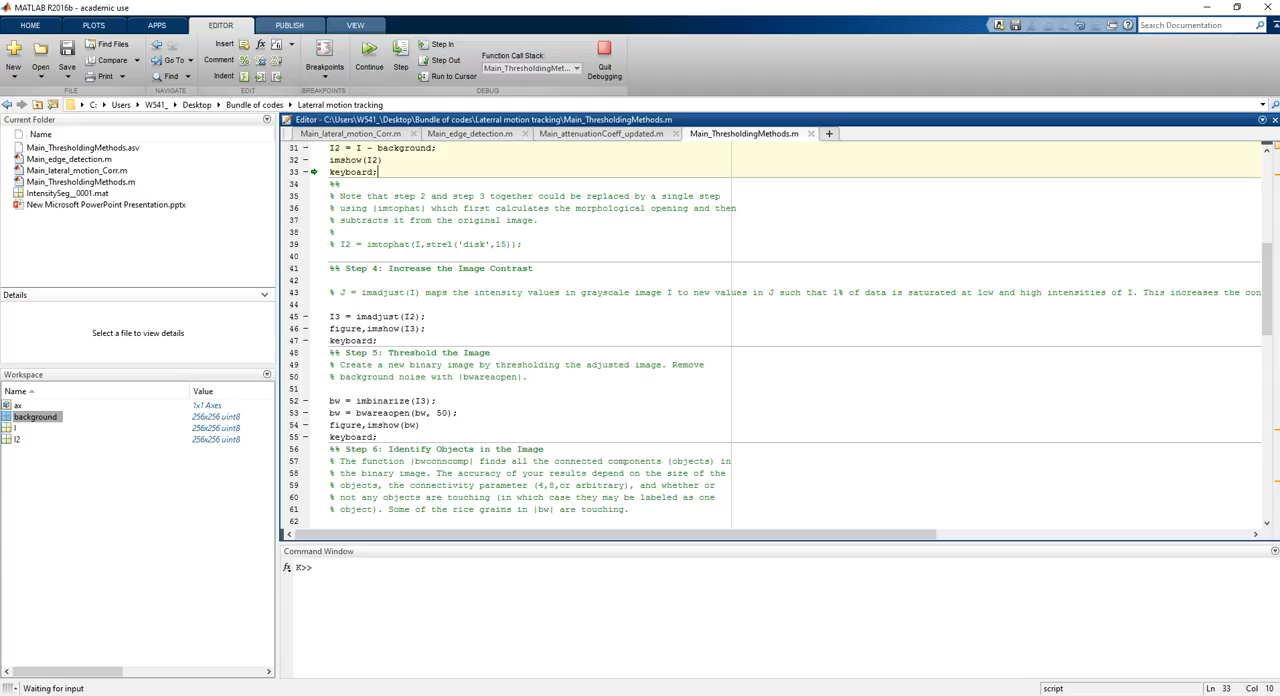 MATLAB R2016b - academic use
HOME PLOTS APPS EDITOR PUBLISH VIEW
Search Documentation
New Open Save Find Files Compare Print
Go To Find
Insert fx
Comment %
Indent
Breakpoints Continue Step Step In Step Out Run to Cursor
Function Call Stack:
Main_ThresholdingMet...
Quit Debugging
FILE NAVIGATE EDIT BREAKPOINTS DEBUG
C: Users W541_ Desktop Bundle of codes Laterral motion tracking
Current Folder
Name
Main_ThresholdingMethods.asv
Main_edge_detection.m
Main_lateral_motion_Corr.m
Main_ThresholdingMethods.m
IntensitySeg__0001.mat
New Microsoft PowerPoint Presentation.pptx
Details
Select a file to view details
Workspace
Name Value
ax 1x1 Axes
background 256x256 uint8
I 256x256 uint8
I2 256x256 uint8
Editor - C:\Users\W541_\Desktop\Bundle of codes\Laterral motion tracking\Main_ThresholdingMethods.m
Main_lateral_motion_Corr.m Main_edge_detection.m Main_attenuationCoeff_updated.m Main_ThresholdingMethods.m
31 – I2 = I - background;
32 – imshow(I2)
33 – keyboard;
34 %%
35 % Note that step 2 and step 3 together could be replaced by a single step
36 % using |imtophat| which first calculates the morphological opening and then
37 % subtracts it from the original image.
38 %
39 % I2 = imtophat(I,strel('disk',15));
40
41 %% Step 4: Increase the Image Contrast
42
43 % J = imadjust(I) maps the intensity values in grayscale image I to new values in J such that 1% of data is saturated at low and high intensities of I. This increases the con
44
45 – I3 = imadjust(I2);
46 – figure,imshow(I3);
47 – keyboard;
48 %% Step 5: Threshold the Image
49 % Create a new binary image by thresholding the adjusted image. Remove
50 % background noise with |bwareaopen|.
51
52 – bw = imbinarize(I3);
53 – bw = bwareaopen(bw, 50);
54 – figure,imshow(bw)
55 – keyboard;
56 %% Step 6: Identify Objects in the Image
57 % The function |bwconncomp| finds all the connected components (objects) in
58 % the binary image. The accuracy of your results depend on the size of the
59 % objects, the connectivity parameter (4,8,or arbitrary), and whether or
60 % not any objects are touching (in which case they may be labeled as one
61 % object). Some of the rice grains in |bw| are touching.
62
Command Window
fx K>>
Waiting for input
script Ln 33 Col 10